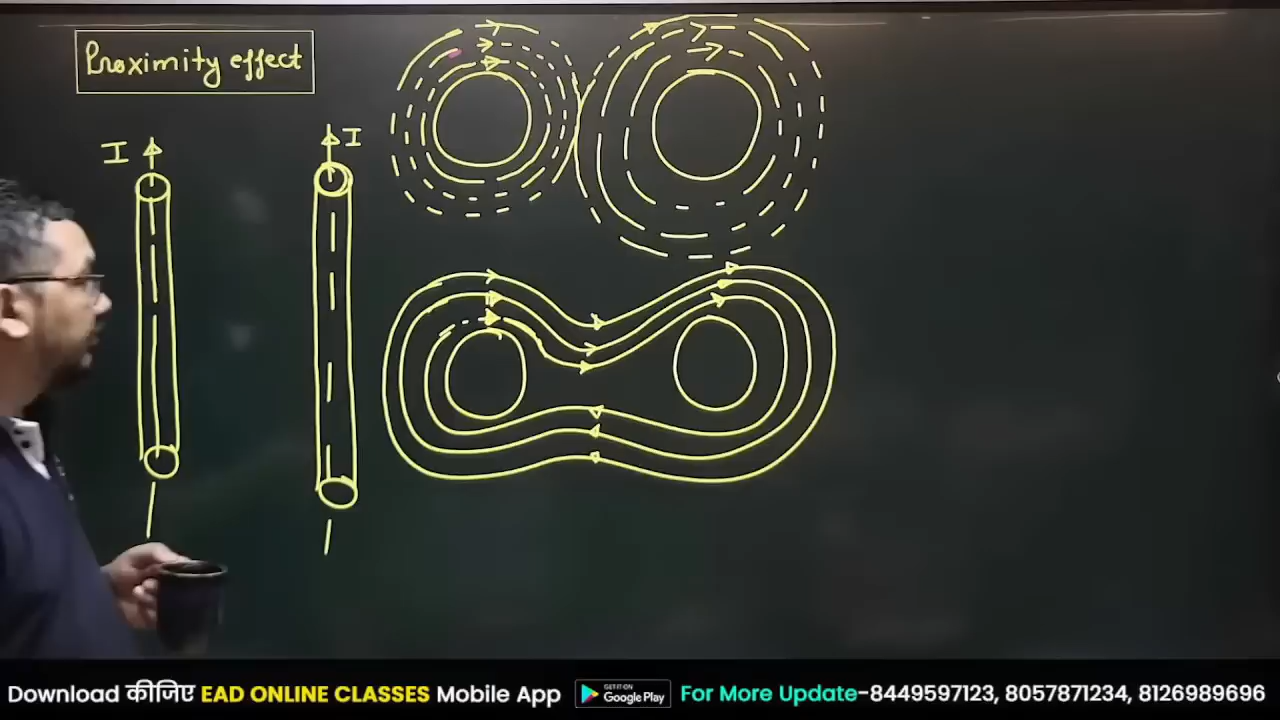 Proximity effect
I
I
Download कीजिए EAD ONLINE CLASSES Mobile App
GET IT ON
Google Play
For More Update-8449597123, 8057871234, 8126989696